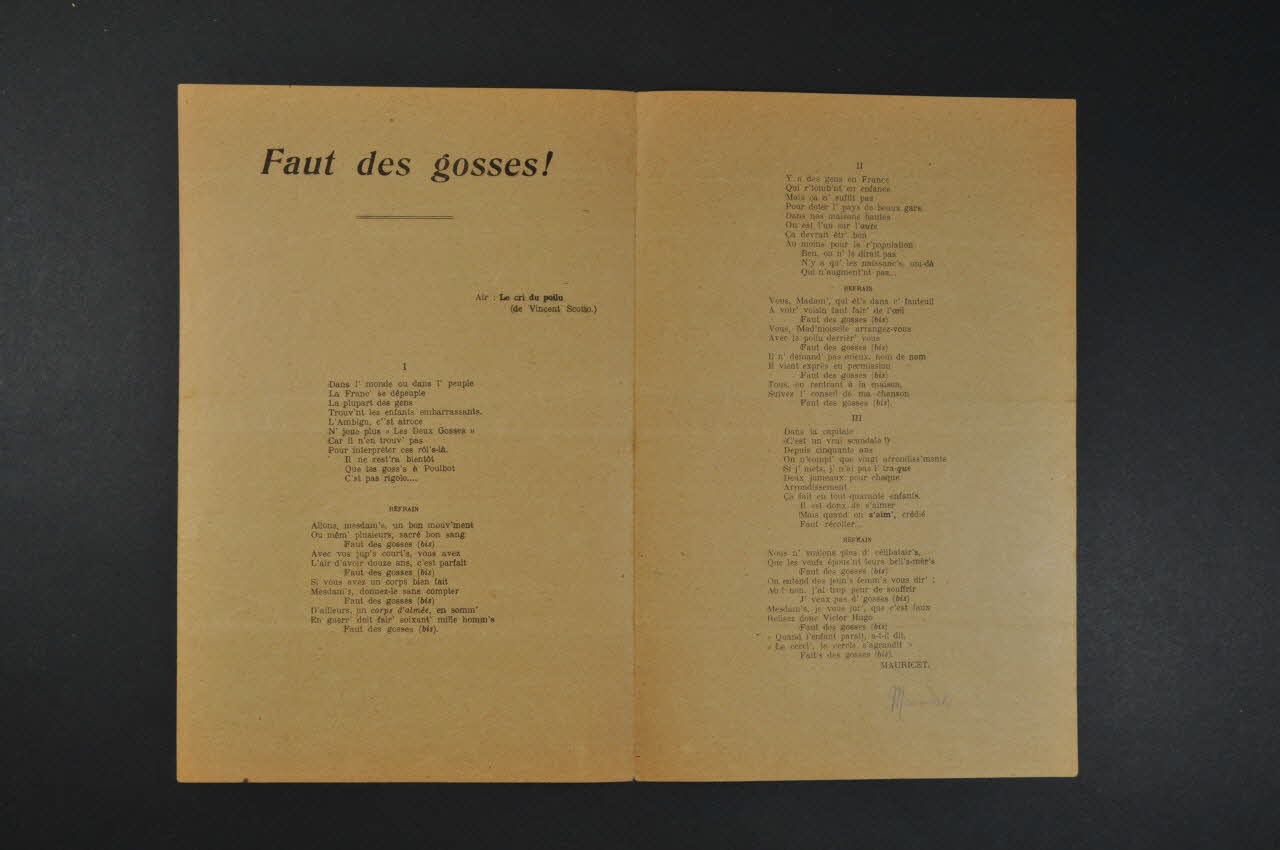 Faut des gosses!
Air : Le cri du poilu
(de Vincent Scotto.)
I
Dans l' monde ou dans l' peuple
La Franc' se dépeuple
La plupart des gens
Trouv'nt les enfants embarrassants.
L'Ambigu, c''st atroce
N' joue plus « Les Deux Gosses »
Car il n'en trouv' pas
Pour interpréter ces rôl's-là.
Il ne rest'ra bientôt
Que les goss's à Poulbot
C'st pas rigolo....
REFRAIN
Allons, mesdam's, un bon mouv'ment
Ou mêm' plusieurs, sacré bon sang
Faut des gosses (bis)
Avec vos jup's court's, vous avez
L'air d'avoir douze ans, c'est parfait
Faut des gosses (bis)
Si vous avez un corps bien fait
Mesdam's, donnez-le sans compter
Faut des gosses (bis)
D'ailleurs, un corps d'almée, en somm'
En guerr' doit fair' soixant' mille homm's
Faut des gosses (bis).
II
Y a des gens en France
Qui r'tomb'nt en enfance
Mais ça n' suffit pas
Pour doter l' pays de beaux gars.
Dans nos maisons hautes
On est l'un sur l'aute
Ça devrait êtr' bon
Au moins pour la r'population
Ben, on n' le dirait pas
N'y a qu' les naissanc's, oui-dà
Qui n'augment'nt pas...
REFRAIN
Vous, Madam', qui êt's dans c' fauteuil
A votr' voisin faut fair' de l'œil
Faut des gosses (bis)
Vous, Mad'moiselle arrangez-vous
Avec le poilu derrièr' vous
Faut des gosses (bis)
Il n' demand' pas mieux, nom de nom
Il vient exprès en permission
Faut des gosses (bis)
Tous, en rentrant à la maison,
Suivez l' conseil de ma chanson
Faut des gosses (bis).
III
Dans la capitale
(C'est un vrai scandale !)
Depuis cinquante ans
On n'compt' que vingt arrondiss'ments
Si j' mets, j' n'ai pas l' tra-que
Deux jumeaux pour chaque
Arrondissement
Ça fait en tout quarante enfants.
Il est doux de s'aimer
Mais quand on s'aim', crédié
Faut récolter...
REFRAIN
Nous n' voulons plus d' célibatair's,
Que les veufs épous'nt leurs bell's-mèr's
Faut des gosses (bis)
On entend des jeun's femm's vous dir' :
Ah ! non, j'ai trop peur de souffrir
J' veux pas d' gosses (bis)
Mesdam's, je vous jur', que c'est faux
Relisez donc Victor Hugo
Faut des gosses (bis)
« Quand l'enfant paraît, a-t-il dit,
« Le cercl', le cercle s'agrandit »
Fait's des gosses (bis).
MAURICET.